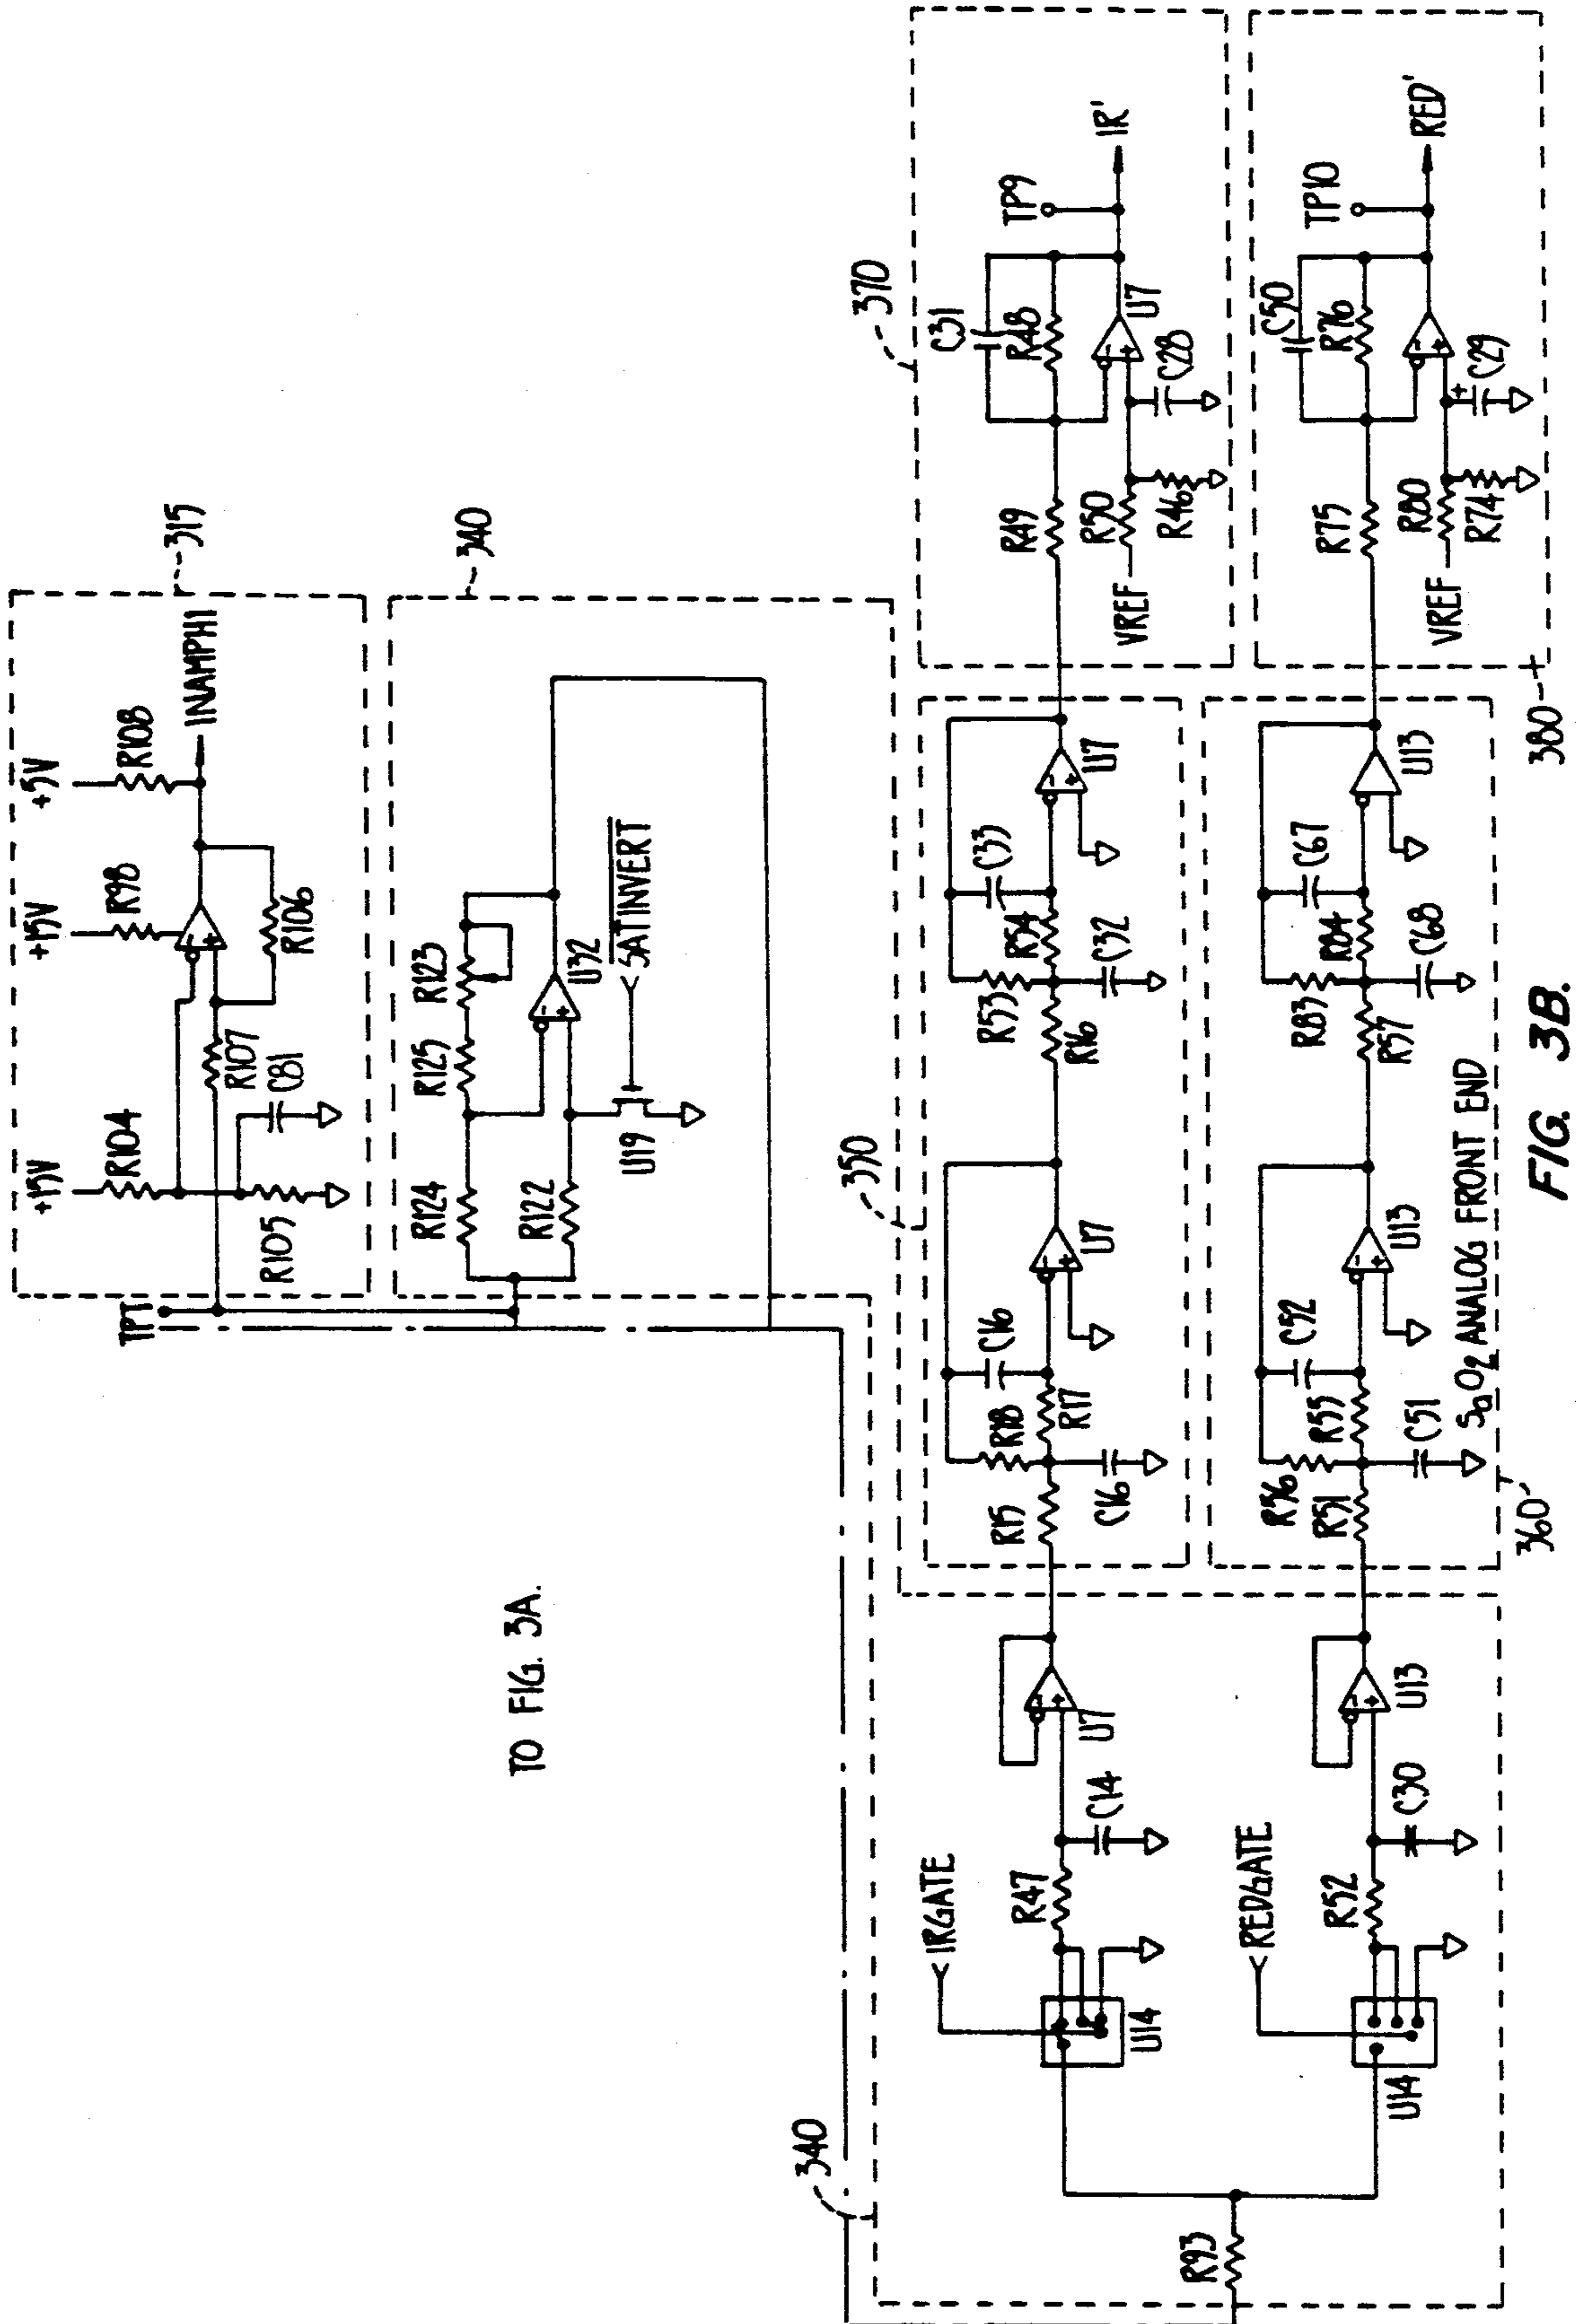 +15V
R104
R105
R107
C81
+15V
R98
+5V
R108
INAMPHI
R106
315
TPT
R124
R125
R123
R122
U32
U19
SATINVERT
340
TO FIG. 3A.
340
R93
IRGATE
U14
R47
C14
U7
350
R15
R18
R17
C16
C16
U7
R16
R53
R54
C33
C32
U7
370
R49
C31
R48
U7
VREF
R50
R46
C28
TP9
IR'
REDGATE
U14
R52
C30
U13
360
R51
R56
R55
C52
C51
U13
R57
R83
R84
C67
C68
U13
SaO2 ANALOG FRONT END
380
R75
C50
R76
VREF
R80
R74
+
C29
TP10
RED'
FIG. 3B.